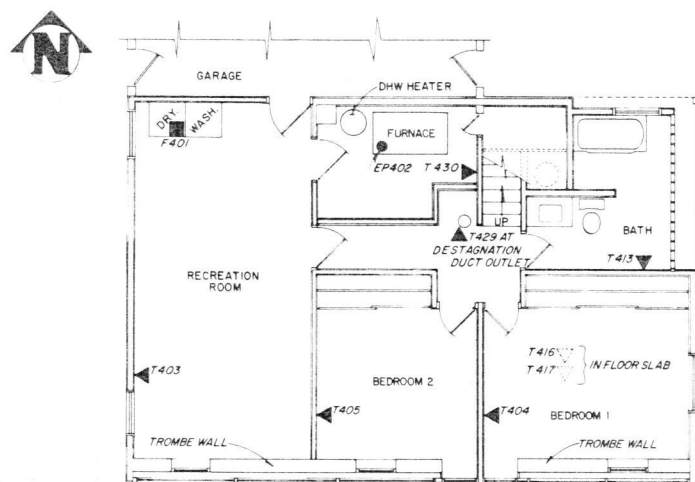 N
GARAGE
DHW HEATER
DRY.
WASH.
F401
FURNACE
EP402
T430
UP
T429 AT
DESTAGNATION
DUCT OUTLET
BATH
T413
RECREATION
ROOM
T403
BEDROOM 2
T405
T416
T417
IN FLOOR SLAB
T404
BEDROOM 1
TROMBE WALL
TROMBE WALL